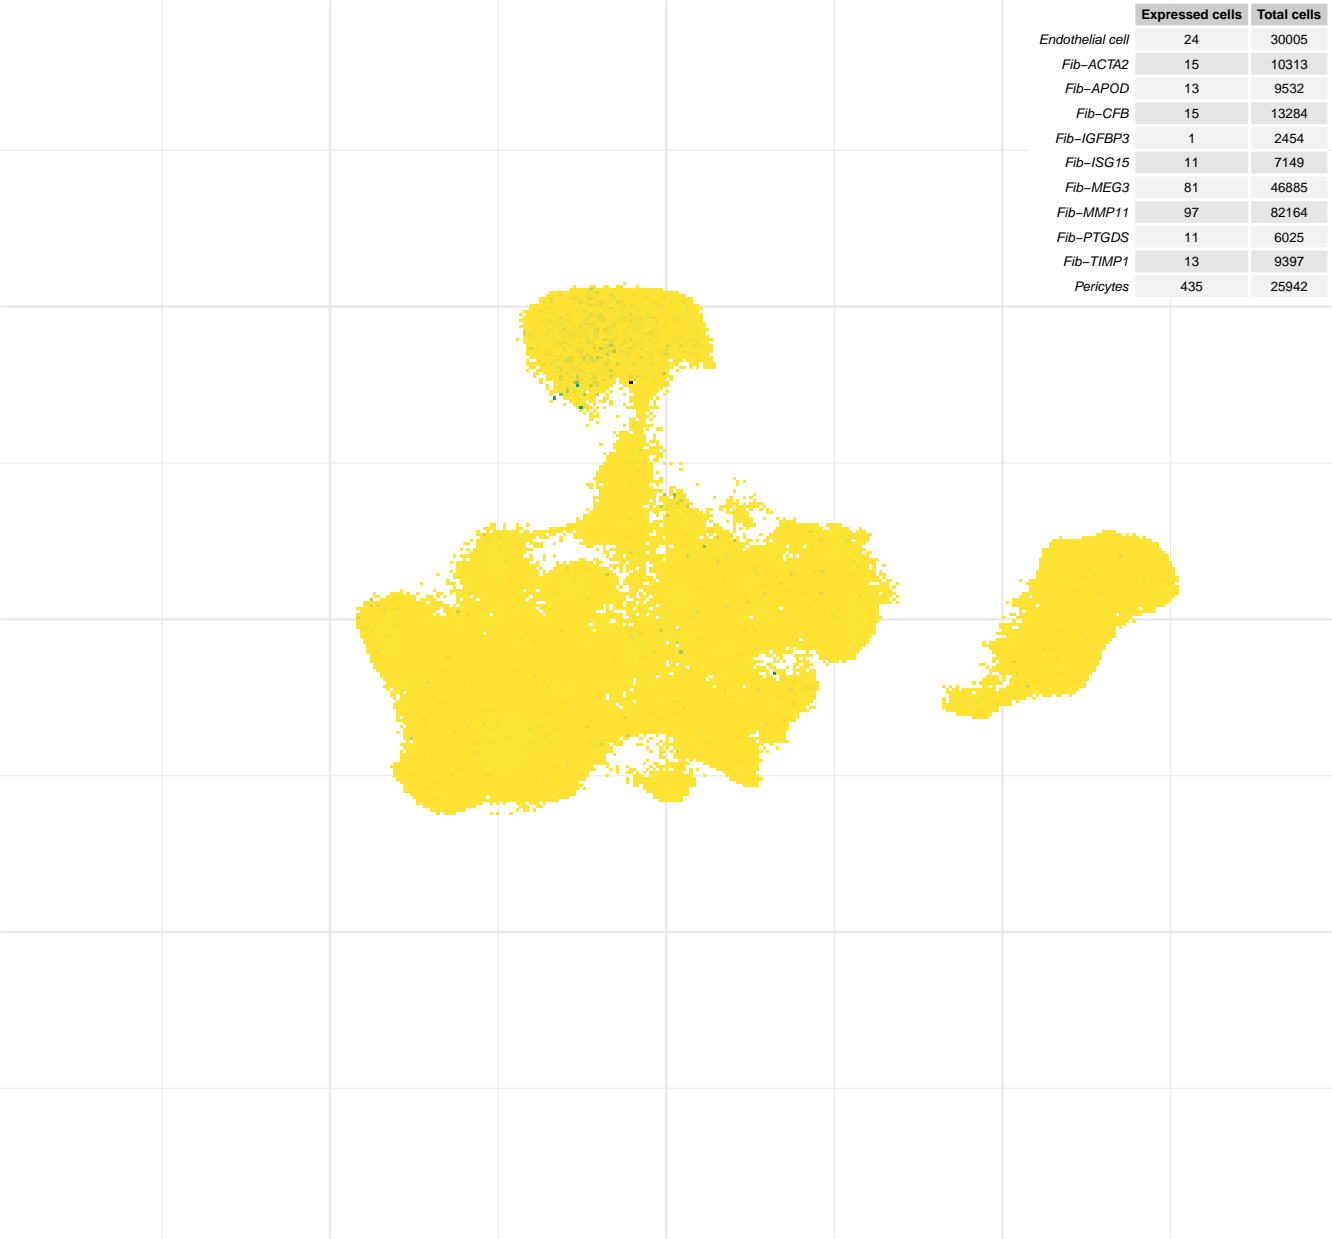 Expressed cells Total cells
Endothelial cell 24 30005
Fib−ACTA2 15 10313
Fib−APOD 13 9532
Fib−CFB 15 13284
Fib−IGFBP3 1 2454
Fib−ISG15 11 7149
Fib−MEG3 81 46885
Fib−MMP11 97 82164
Fib−PTGDS 11 6025
Fib−TIMP1 13 9397
Pericytes 435 25942